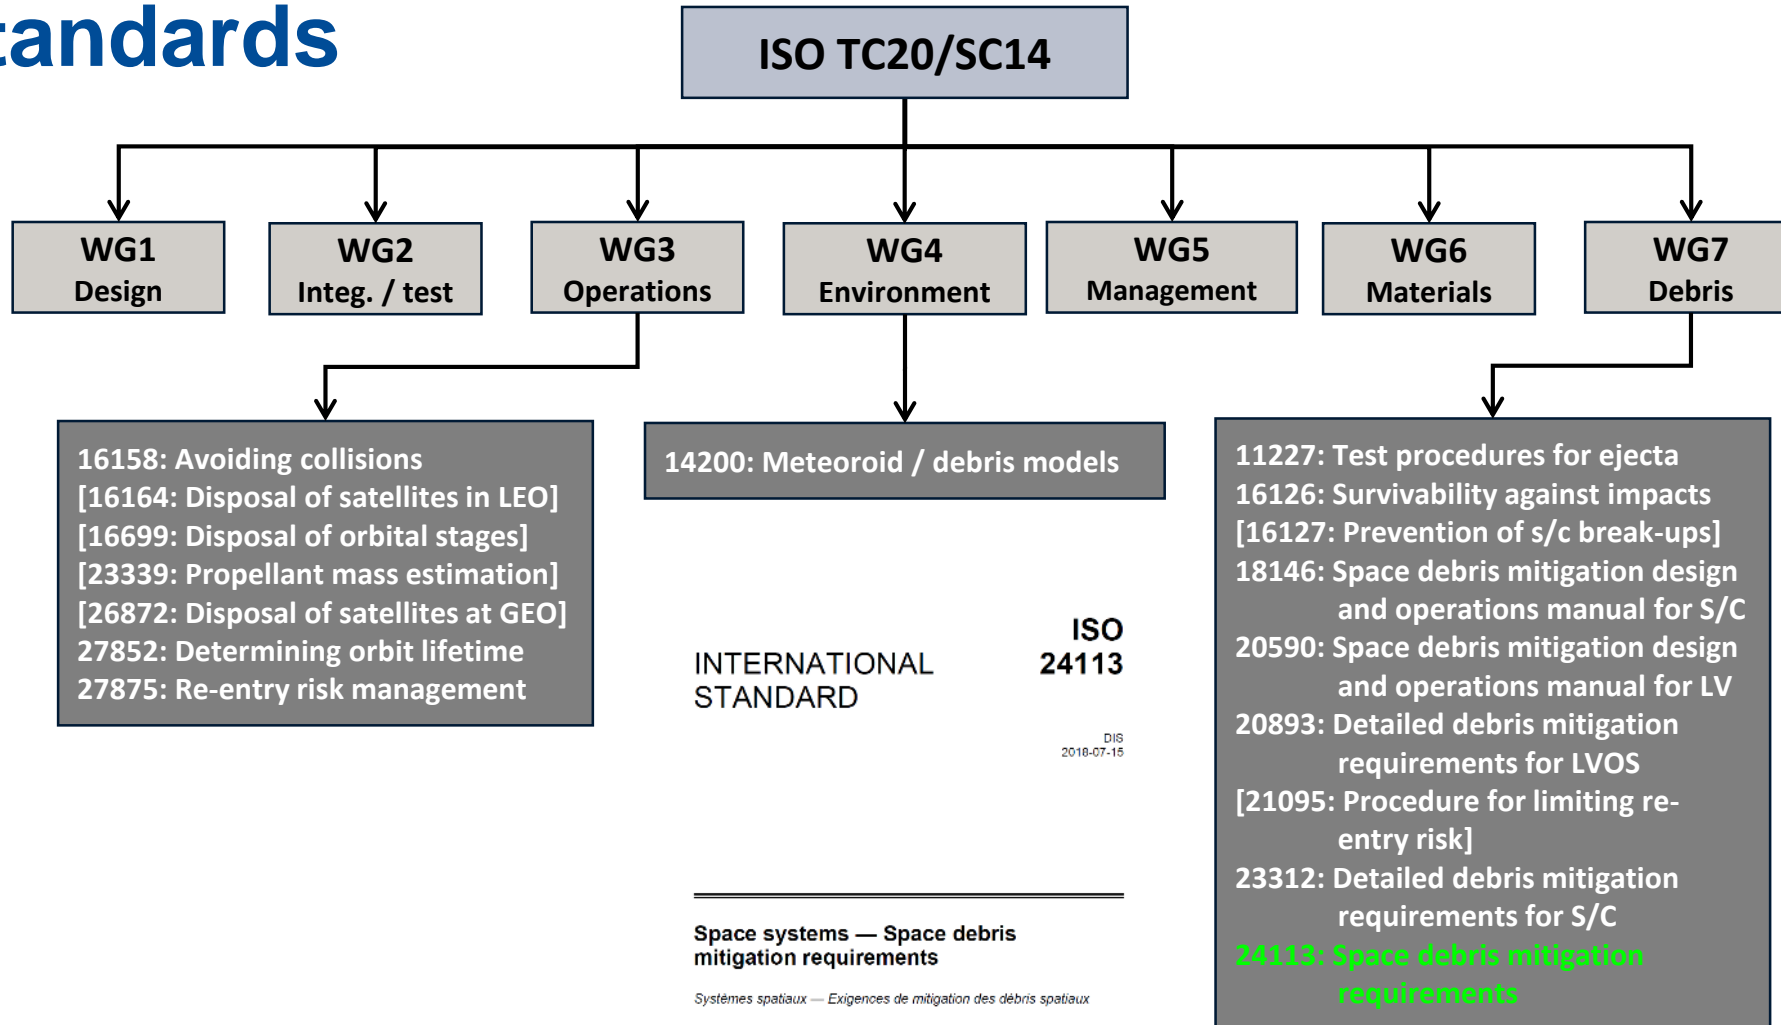 tandards
ISO TC20/SC14
WG1
Design
WG2
Integ. / test
WG3
Operations
WG4
Environment
WG5
Management
WG6
Materials
WG7
Debris
16158: Avoiding collisions
[16164: Disposal of satellites in LEO]
[16699: Disposal of orbital stages]
[23339: Propellant mass estimation]
[26872: Disposal of satellites at GEO]
27852: Determining orbit lifetime
27875: Re-entry risk management
14200: Meteoroid / debris models
INTERNATIONAL
STANDARD
ISO
24113
DIS
2018-07-15
Space systems — Space debris
mitigation requirements
Systèmes spatiaux — Exigences de mitigation des débris spatiaux
11227: Test procedures for ejecta
16126: Survivability against impacts
[16127: Prevention of s/c break-ups]
18146: Space debris mitigation design
and operations manual for S/C
20590: Space debris mitigation design
and operations manual for LV
20893: Detailed debris mitigation
requirements for LVOS
[21095: Procedure for limiting re-
entry risk]
23312: Detailed debris mitigation
requirements for S/C
24113: Space debris mitigation
requirements